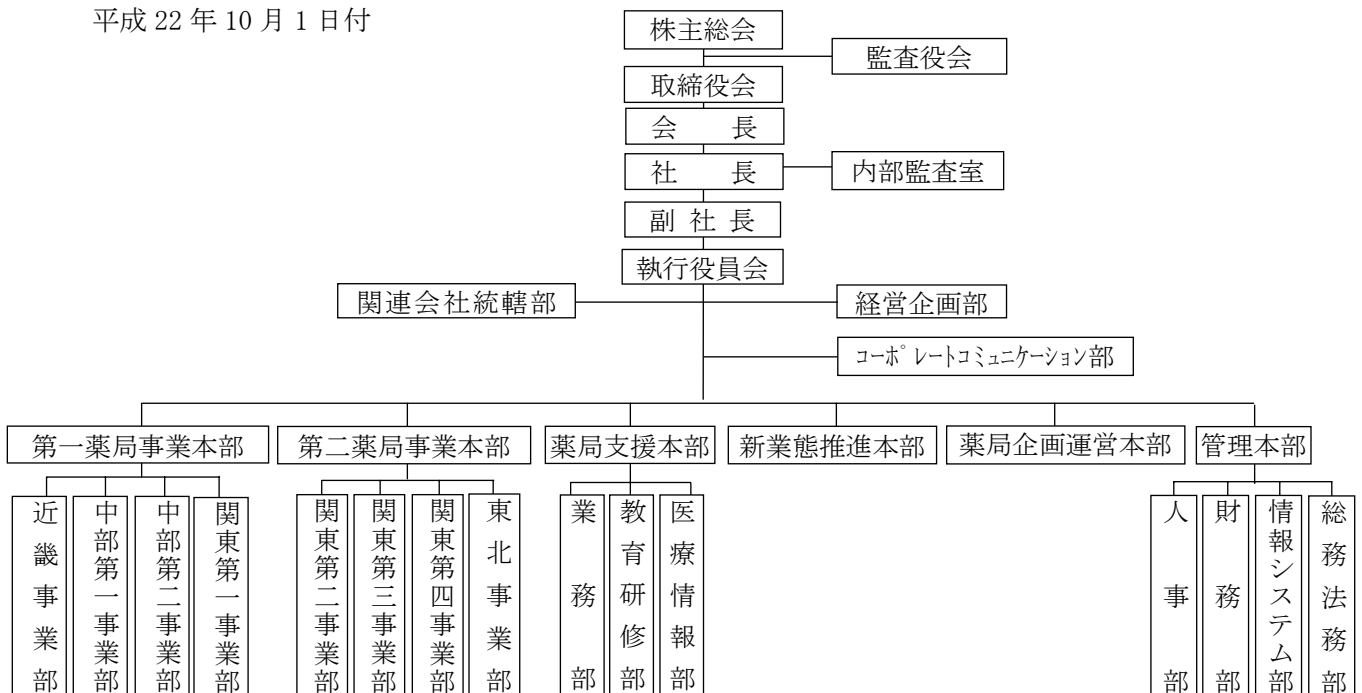 平成 22 年 10 月 1 日付
株主総会
監査役会
取締役会
会　長
社　長
内部監査室
副 社 長
執行役員会
関連会社統轄部
経営企画部
ｺｰﾎﾟﾚｰﾄｺﾐｭﾆｹｰｼｮﾝ部
第一薬局事業本部
第二薬局事業本部
薬局支援本部
新業態推進本部
薬局企画運営本部
管理本部
近畿事業部
中部第一事業部
中部第二事業部
関東第一事業部
関東第二事業部
関東第三事業部
関東第四事業部
東北事業部
業務部
教育研修部
医療情報部
人事部
財務部
情報システム部
総務法務部